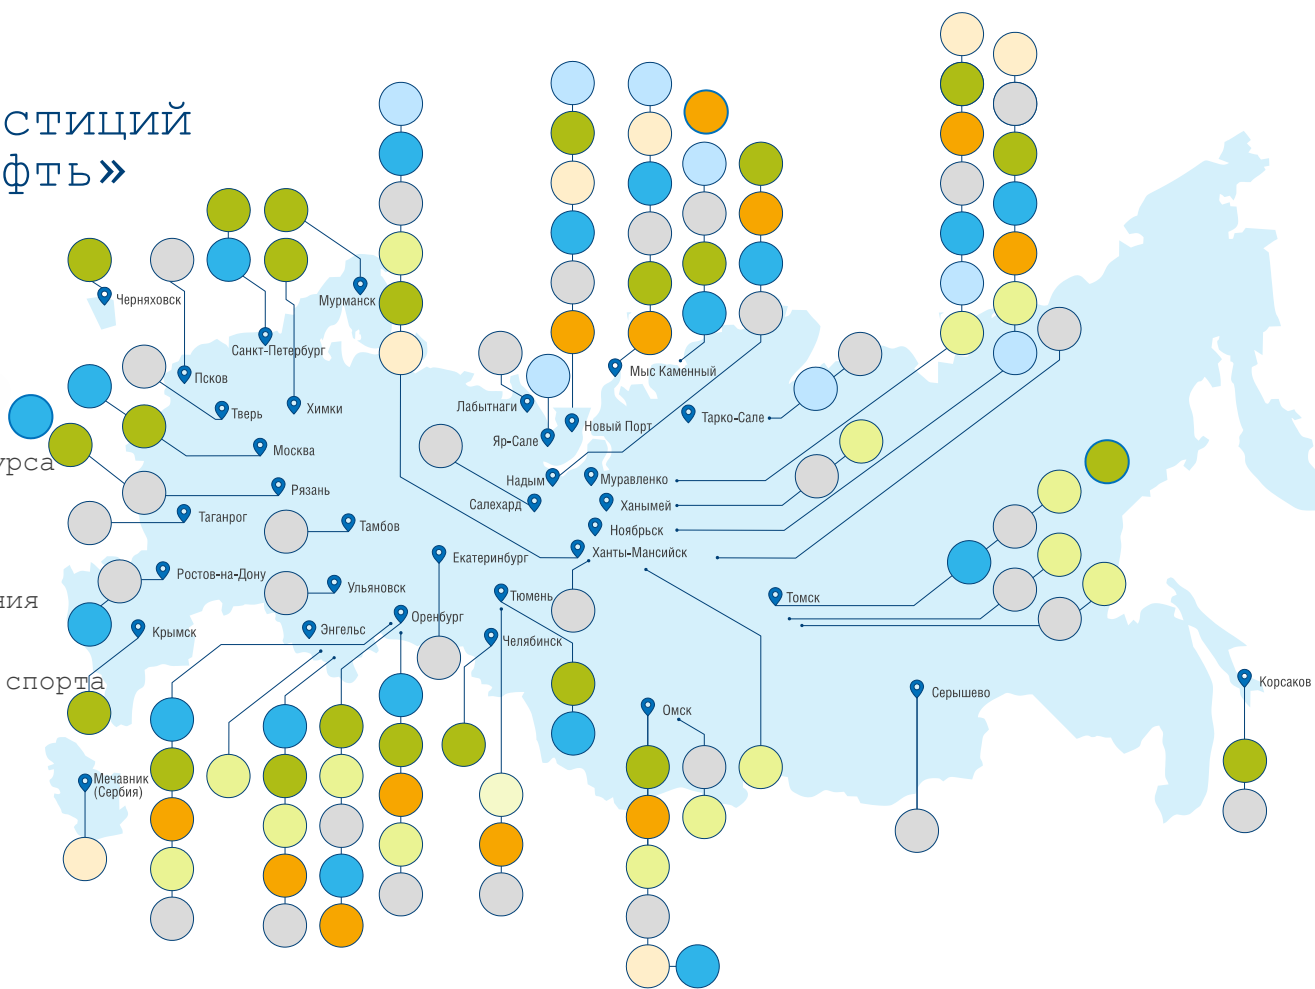 стиций
фть»
Мурманск
Черняховск
Санкт-Петербург
Псков
Мыс Каменный
Лабытнаги
Тверь
Химки
Новый Порт
Тарко-Сале
Яр-Сале
Москва
урса
Надым
Муравленко
Рязань
Салехард
Ханымей
Таганрог
Тамбов
Ноябрьск
Екатеринбург
Ханты-Мансийск
Ростов-на-Дону
Ульяновск
Тюмень
Томск
ния
Оренбург
Крымск
Энгельс
Челябинск
спорта
Корсаков
Серышево
Омск
Мечавник
(Сербия)